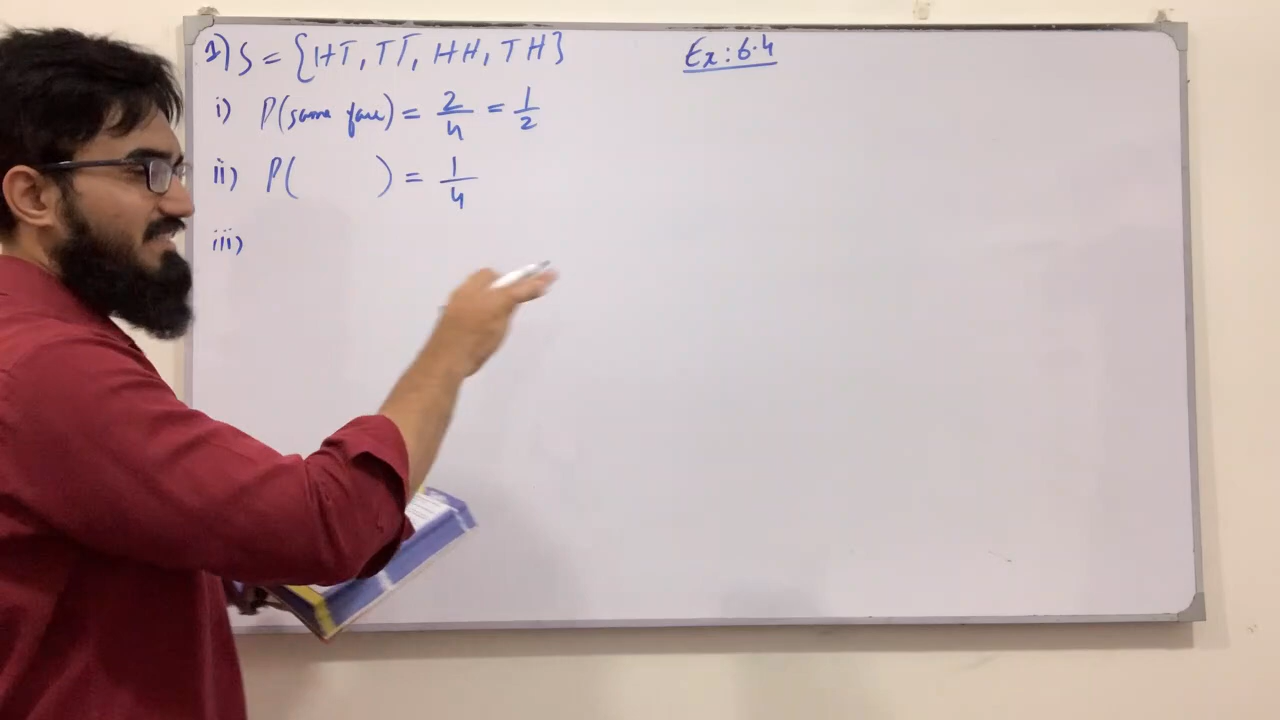 1) S = {HT, TT, HH, TH}
Ex: 6.4
i) P(same face) = 2/4 = 1/2
ii) P( ) = 1/4
iii)